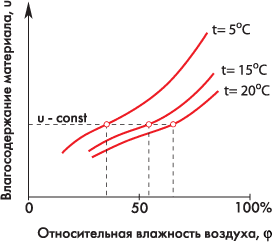 Влагосодержание материала, u
t= 5°C
t= 15°C
t= 20°C
u - const
0
50
100%
Относительная влажность воздуха, φ